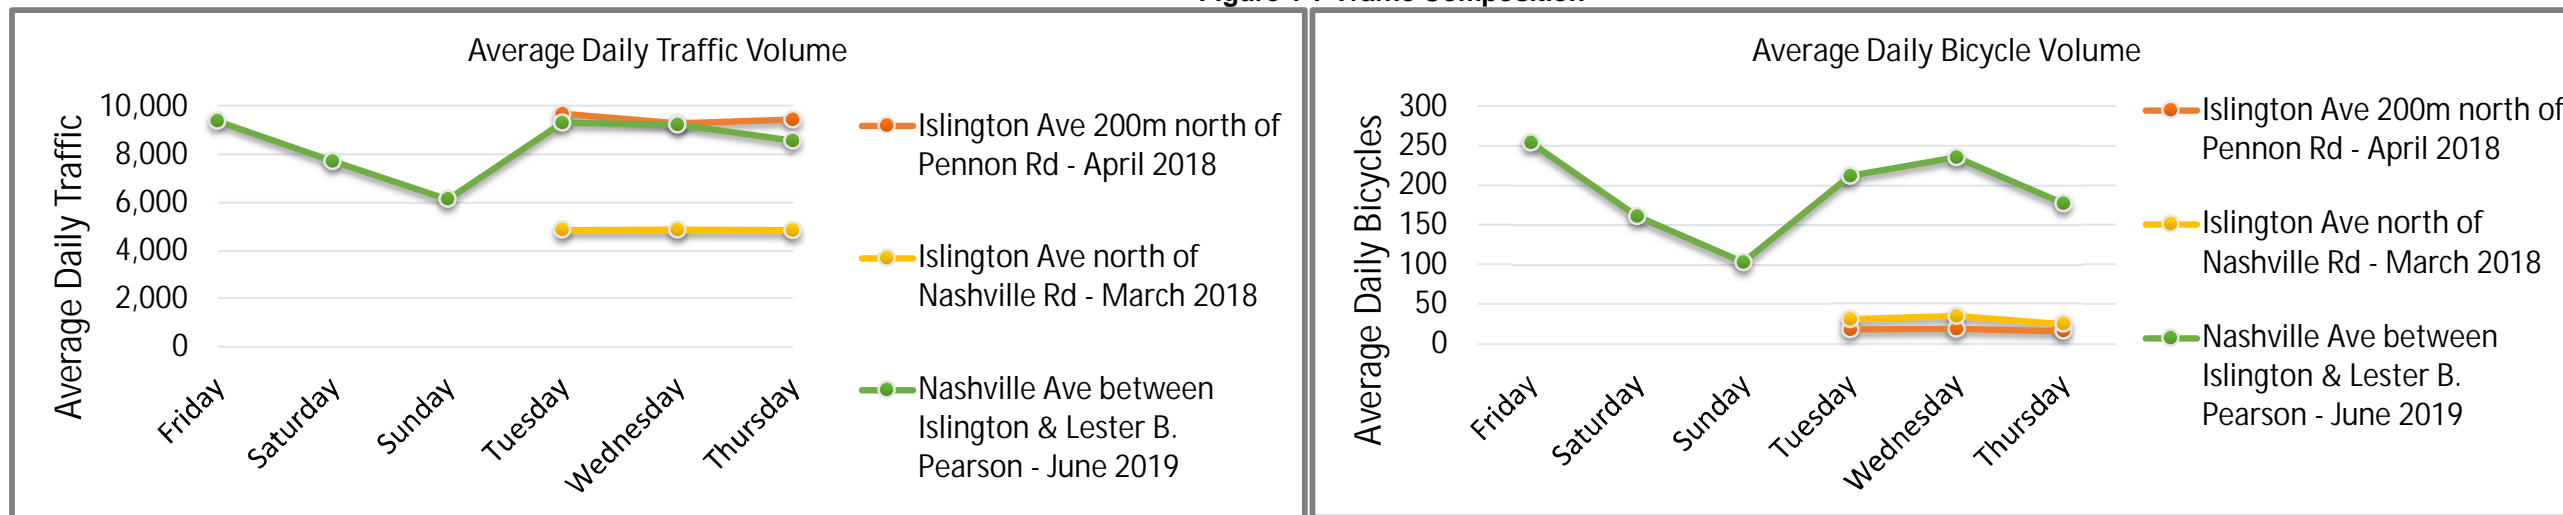 Average Daily Traffic Volume
Average Daily Traffic
10,000
8,000
6,000
4,000
2,000
0
Friday
Saturday
Sunday
Tuesday
Wednesday
Thursday
Islington Ave 200m north of
Pennon Rd - April 2018
Islington Ave north of
Nashville Rd - March 2018
Nashville Ave between
Islington & Lester B.
Pearson - June 2019
Average Daily Bicycle Volume
Average Daily Bicycles
300
250
200
150
100
50
0
Friday
Saturday
Sunday
Tuesday
Wednesday
Thursday
Islington Ave 200m north of
Pennon Rd - April 2018
Islington Ave north of
Nashville Rd - March 2018
Nashville Ave between
Islington & Lester B.
Pearson - June 2019